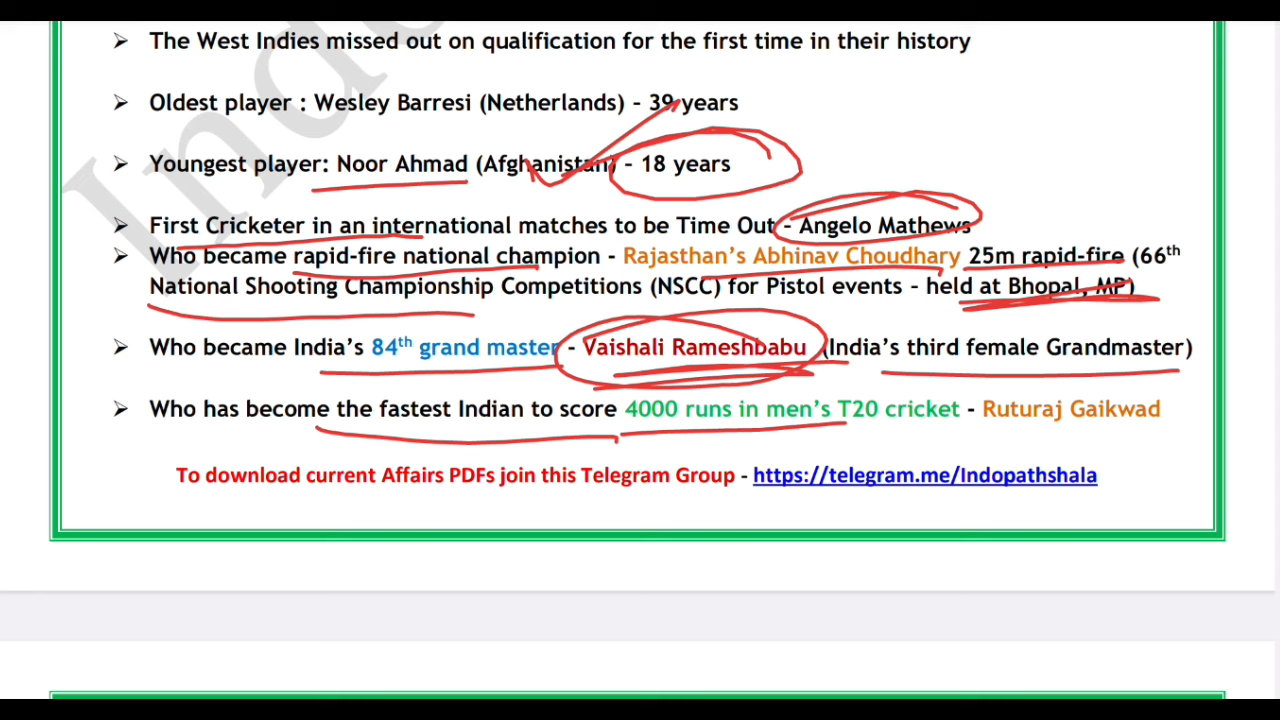 ➢ The West Indies missed out on qualification for the first time in their history
➢ Oldest player : Wesley Barresi (Netherlands) – 39 years
➢ Youngest player: Noor Ahmad (Afghanistan) – 18 years
➢ First Cricketer in an international matches to be Time Out – Angelo Mathews
➢ Who became rapid-fire national champion - Rajasthan's Abhinav Choudhary 25m rapid-fire (66th
National Shooting Championship Competitions (NSCC) for Pistol events – held at Bhopal, MP)
➢ Who became India's 84th grand master - Vaishali Rameshbabu (India's third female Grandmaster)
➢ Who has become the fastest Indian to score 4000 runs in men's T20 cricket - Ruturaj Gaikwad
To download current Affairs PDFs join this Telegram Group - https://telegram.me/Indopathshala